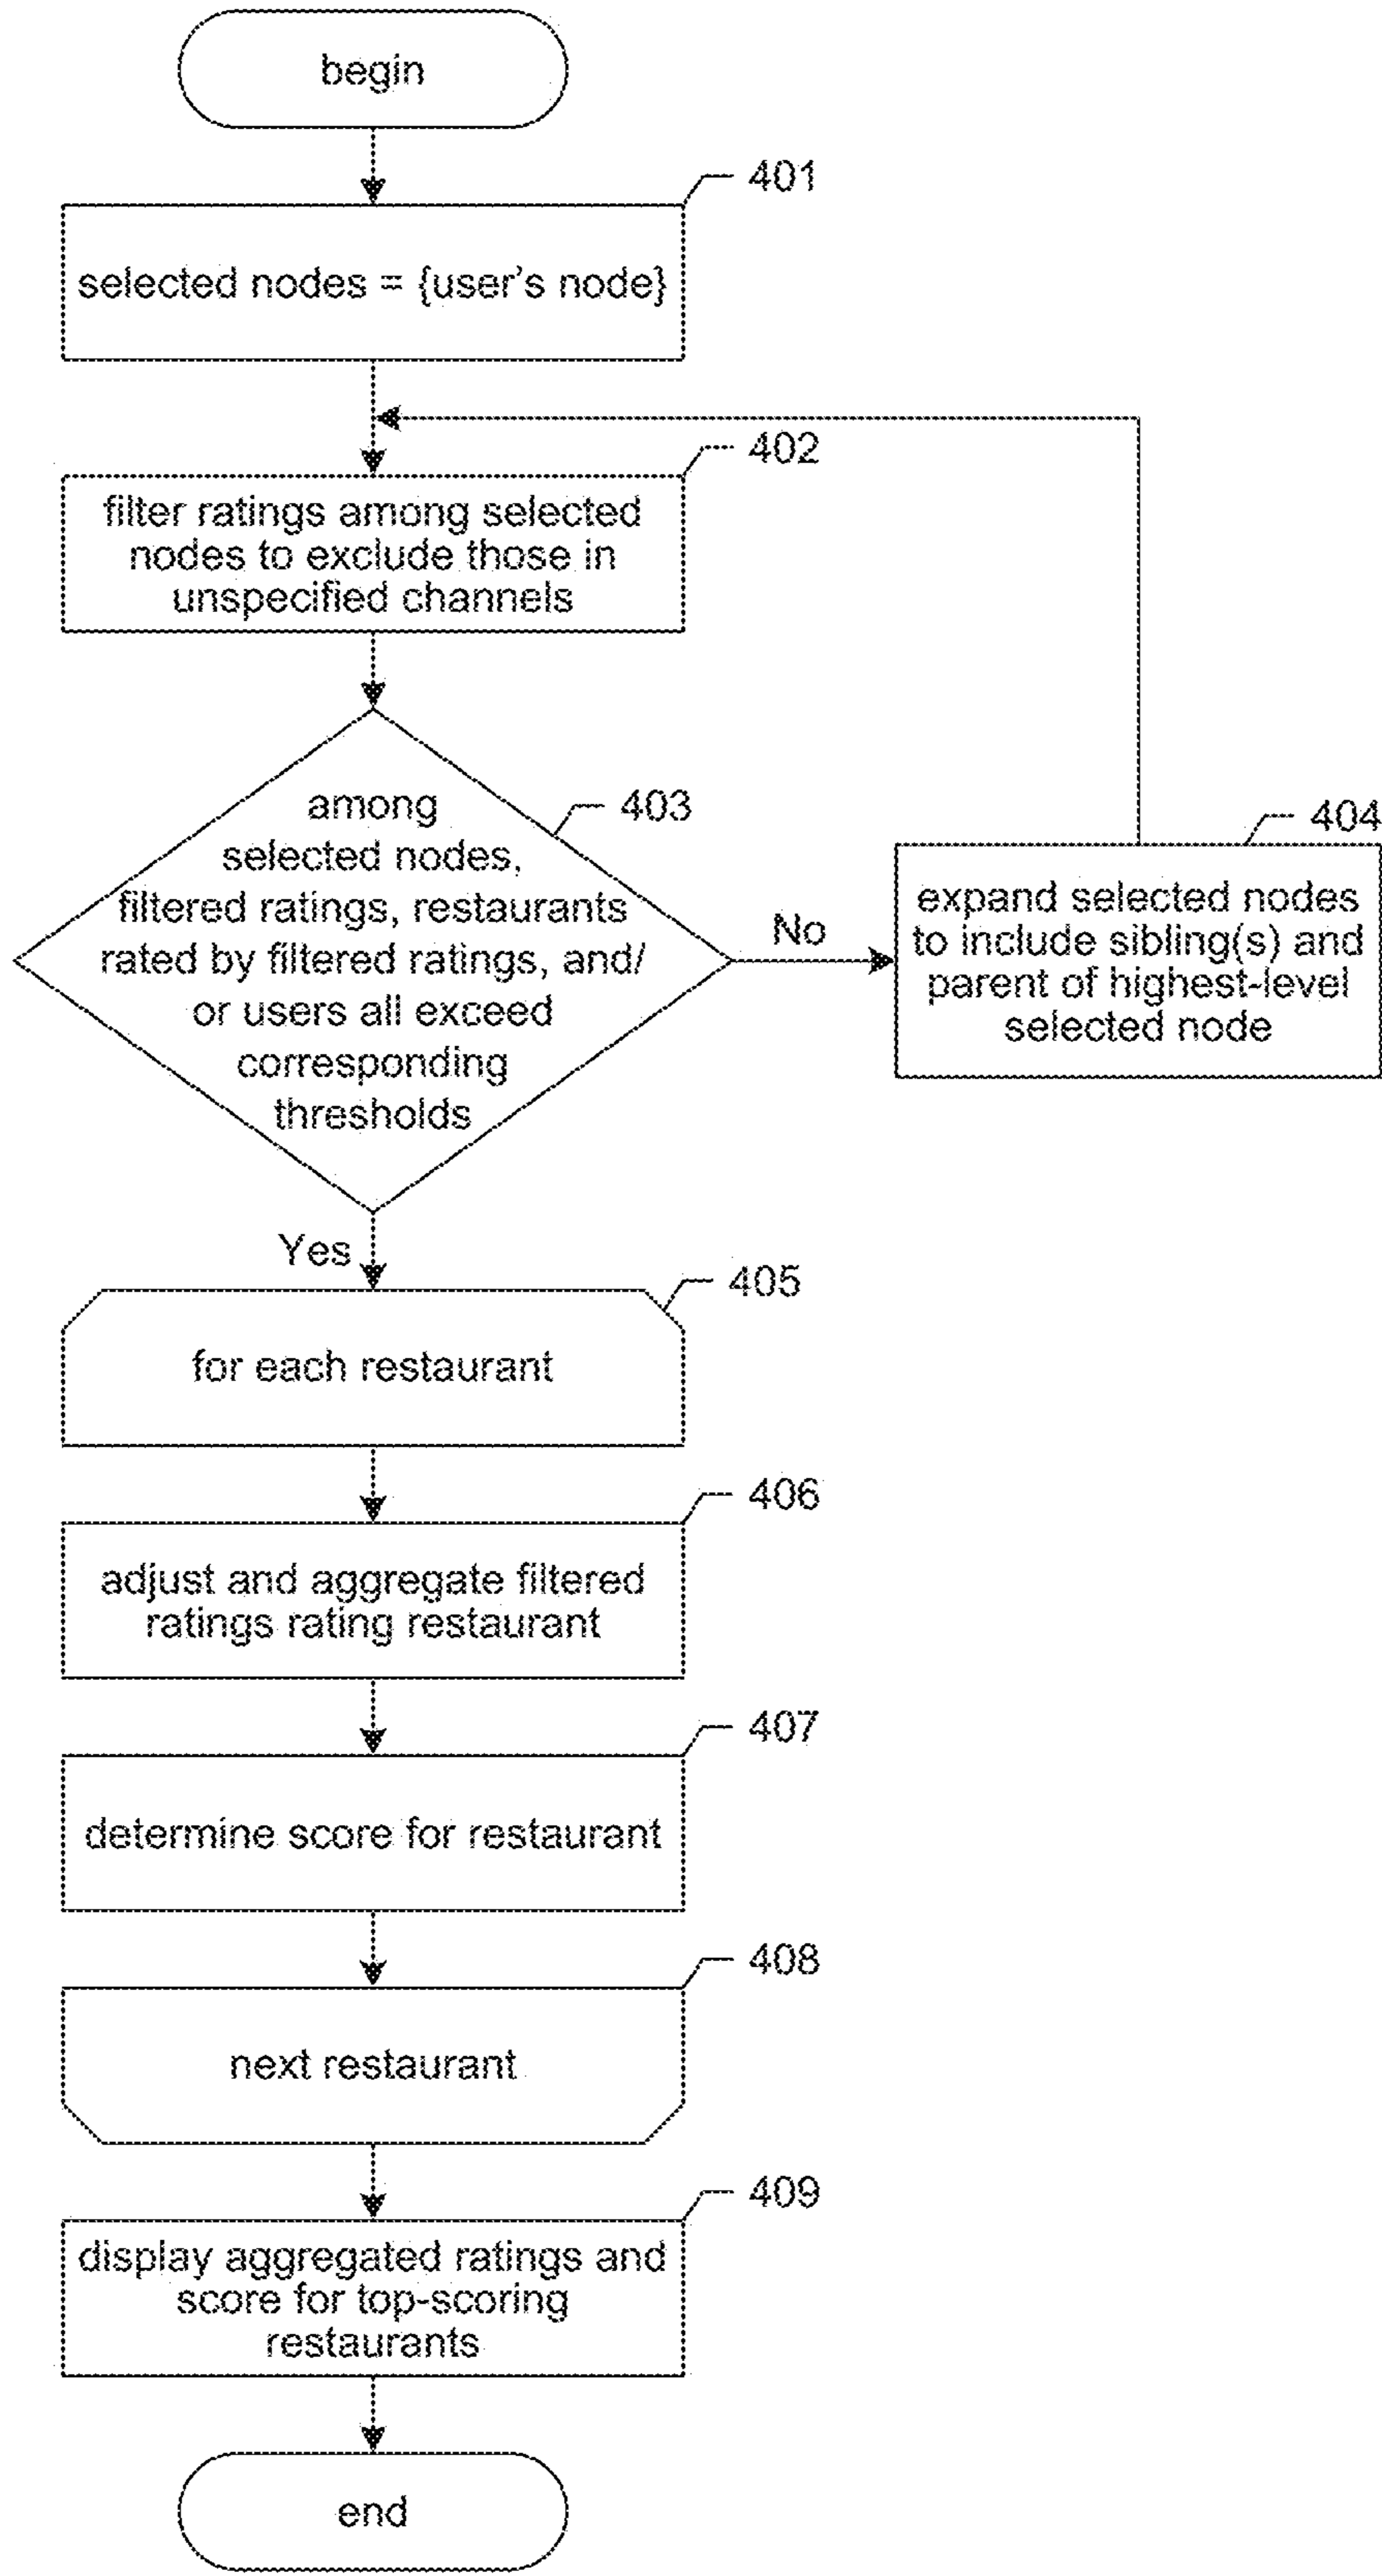 begin
401
selected nodes = {user's node}
402
filter ratings among selected
nodes to exclude those in
unspecified channels
403
among
selected nodes,
filtered ratings, restaurants
rated by filtered ratings, and/
or users all exceed
corresponding
thresholds
No
404
expand selected nodes
to include sibling(s) and
parent of highest-level
selected node
Yes
405
for each restaurant
406
adjust and aggregate filtered
ratings rating restaurant
407
determine score for restaurant
408
next restaurant
409
display aggregated ratings and
score for top-scoring
restaurants
end